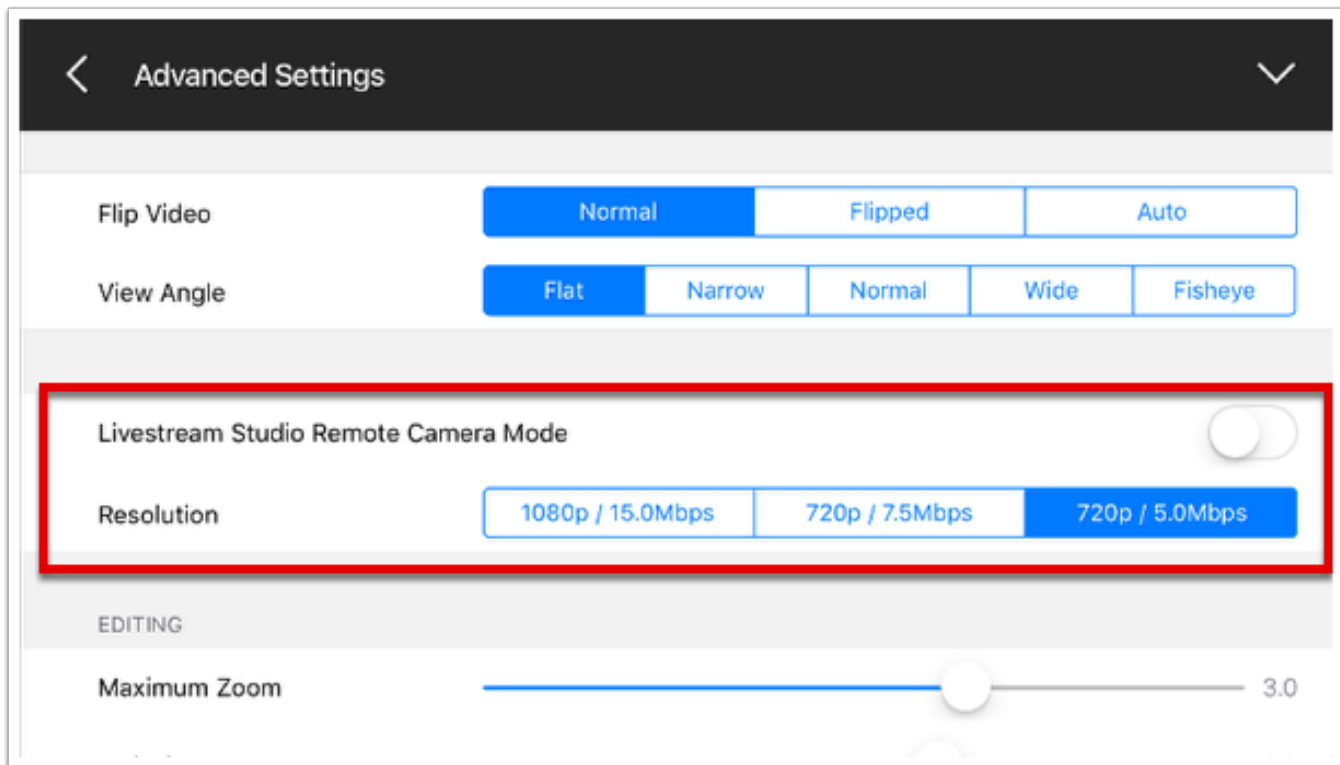 Advanced Settings
Flip Video Normal Flipped Auto
View Angle Flat Narrow Normal Wide Fisheye
Livestream Studio Remote Camera Mode
Resolution 1080p / 15.0Mbps 720p / 7.5Mbps 720p / 5.0Mbps
EDITING
Maximum Zoom 3.0